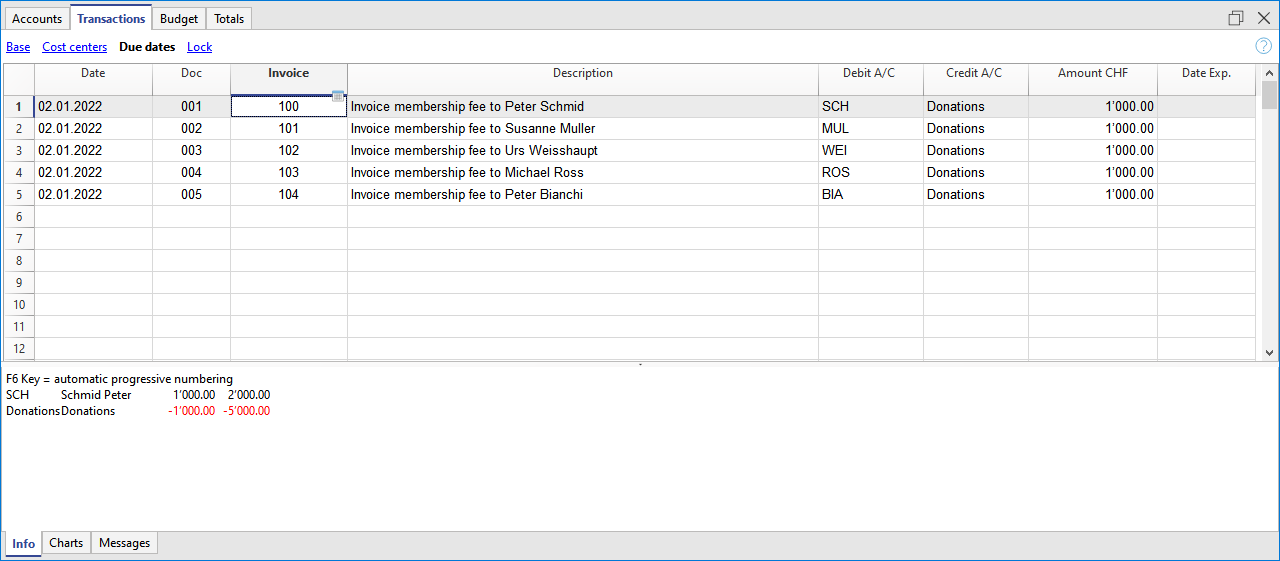 Accounts Transactions Budget Totals
Base Cost centers Due dates Lock ?
Date Doc Invoice Description Debit A/C Credit A/C Amount CHF Date Exp.
1 02.01.2022 001 100 Invoice membership fee to Peter Schmid SCH Donations 1'000.00
2 02.01.2022 002 101 Invoice membership fee to Susanne Muller MUL Donations 1'000.00
3 02.01.2022 003 102 Invoice membership fee to Urs Weisshaupt WEI Donations 1'000.00
4 02.01.2022 004 103 Invoice membership fee to Michael Ross ROS Donations 1'000.00
5 02.01.2022 005 104 Invoice membership fee to Peter Bianchi BIA Donations 1'000.00
6
7
8
9
10
11
12
F6 Key = automatic progressive numbering
SCH Schmid Peter 1'000.00 2'000.00
Donations Donations -1'000.00 -5'000.00
Info Charts Messages